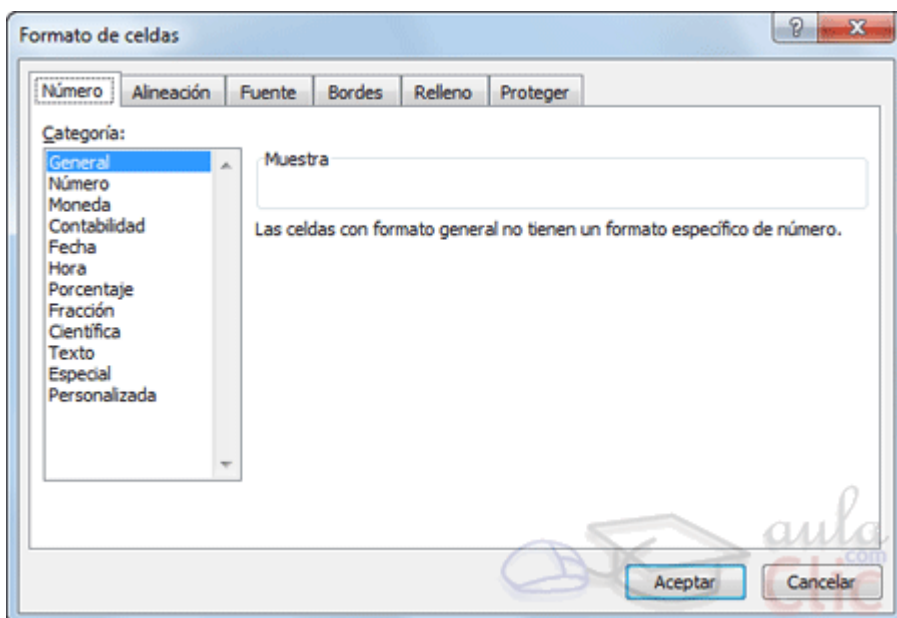 Formato de celdas
Número Alineación Fuente Bordes Relleno Proteger
Categoría:
General
Número
Moneda
Contabilidad
Fecha
Hora
Porcentaje
Fracción
Científica
Texto
Especial
Personalizada
Muestra
Las celdas con formato general no tienen un formato específico de número.
aula
.com
Clic
Aceptar Cancelar